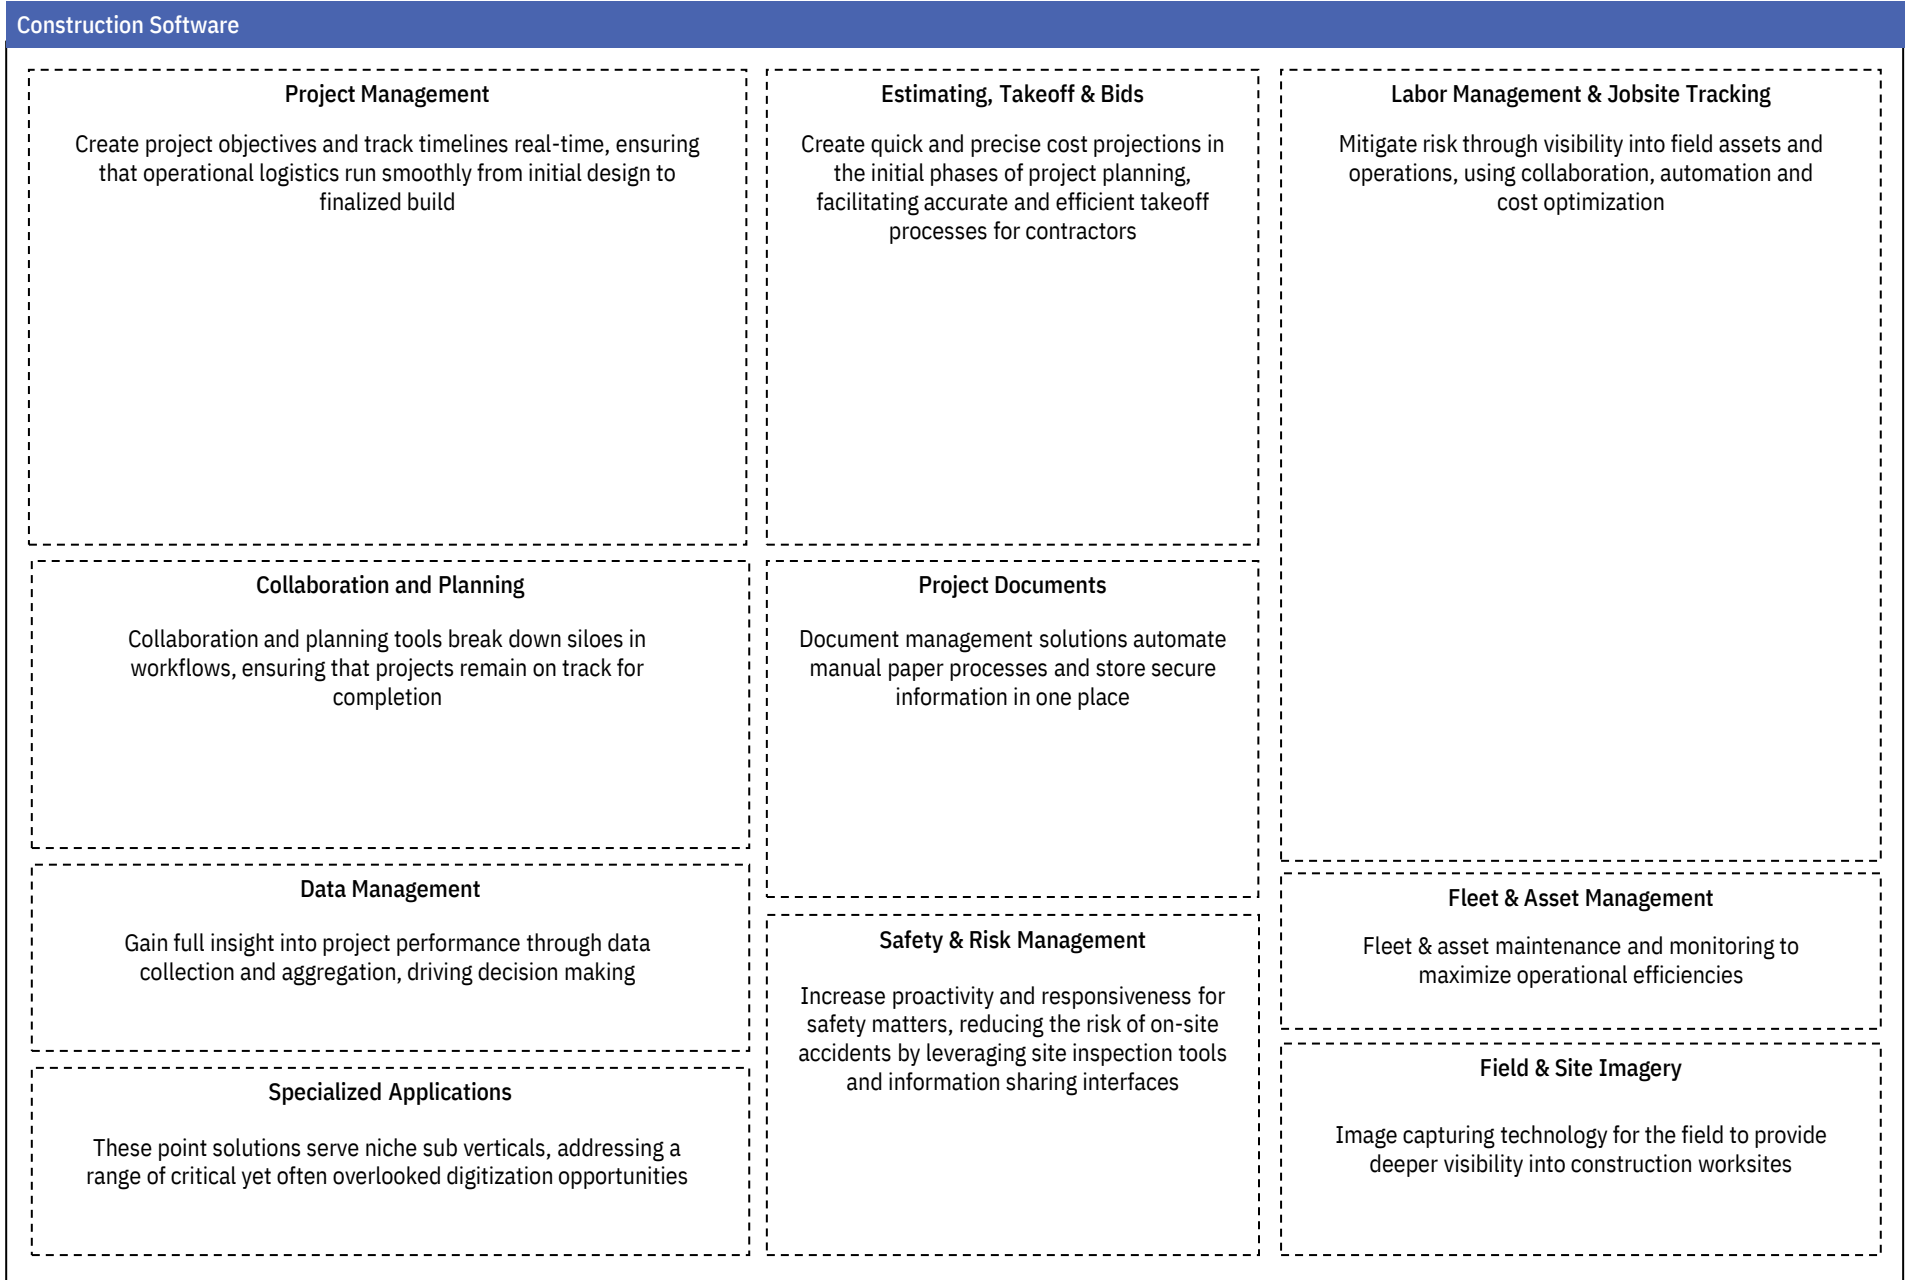 Construction Software
Project Management
Create project objectives and track timelines real-time, ensuring
that operational logistics run smoothly from initial design to
finalized build
Estimating, Takeoff & Bids
Create quick and precise cost projections in
the initial phases of project planning,
facilitating accurate and efficient takeoff
processes for contractors
Labor Management & Jobsite Tracking
Mitigate risk through visibility into field assets and
operations, using collaboration, automation and
cost optimization
Collaboration and Planning
Collaboration and planning tools break down siloes in
workflows, ensuring that projects remain on track for
completion
Project Documents
Document management solutions automate
manual paper processes and store secure
information in one place
Data Management
Gain full insight into project performance through data
collection and aggregation, driving decision making
Safety & Risk Management
Increase proactivity and responsiveness for
safety matters, reducing the risk of on-site
accidents by leveraging site inspection tools
and information sharing interfaces
Fleet & Asset Management
Fleet & asset maintenance and monitoring to
maximize operational efficiencies
Specialized Applications
These point solutions serve niche sub verticals, addressing a
range of critical yet often overlooked digitization opportunities
Field & Site Imagery
Image capturing technology for the field to provide
deeper visibility into construction worksites